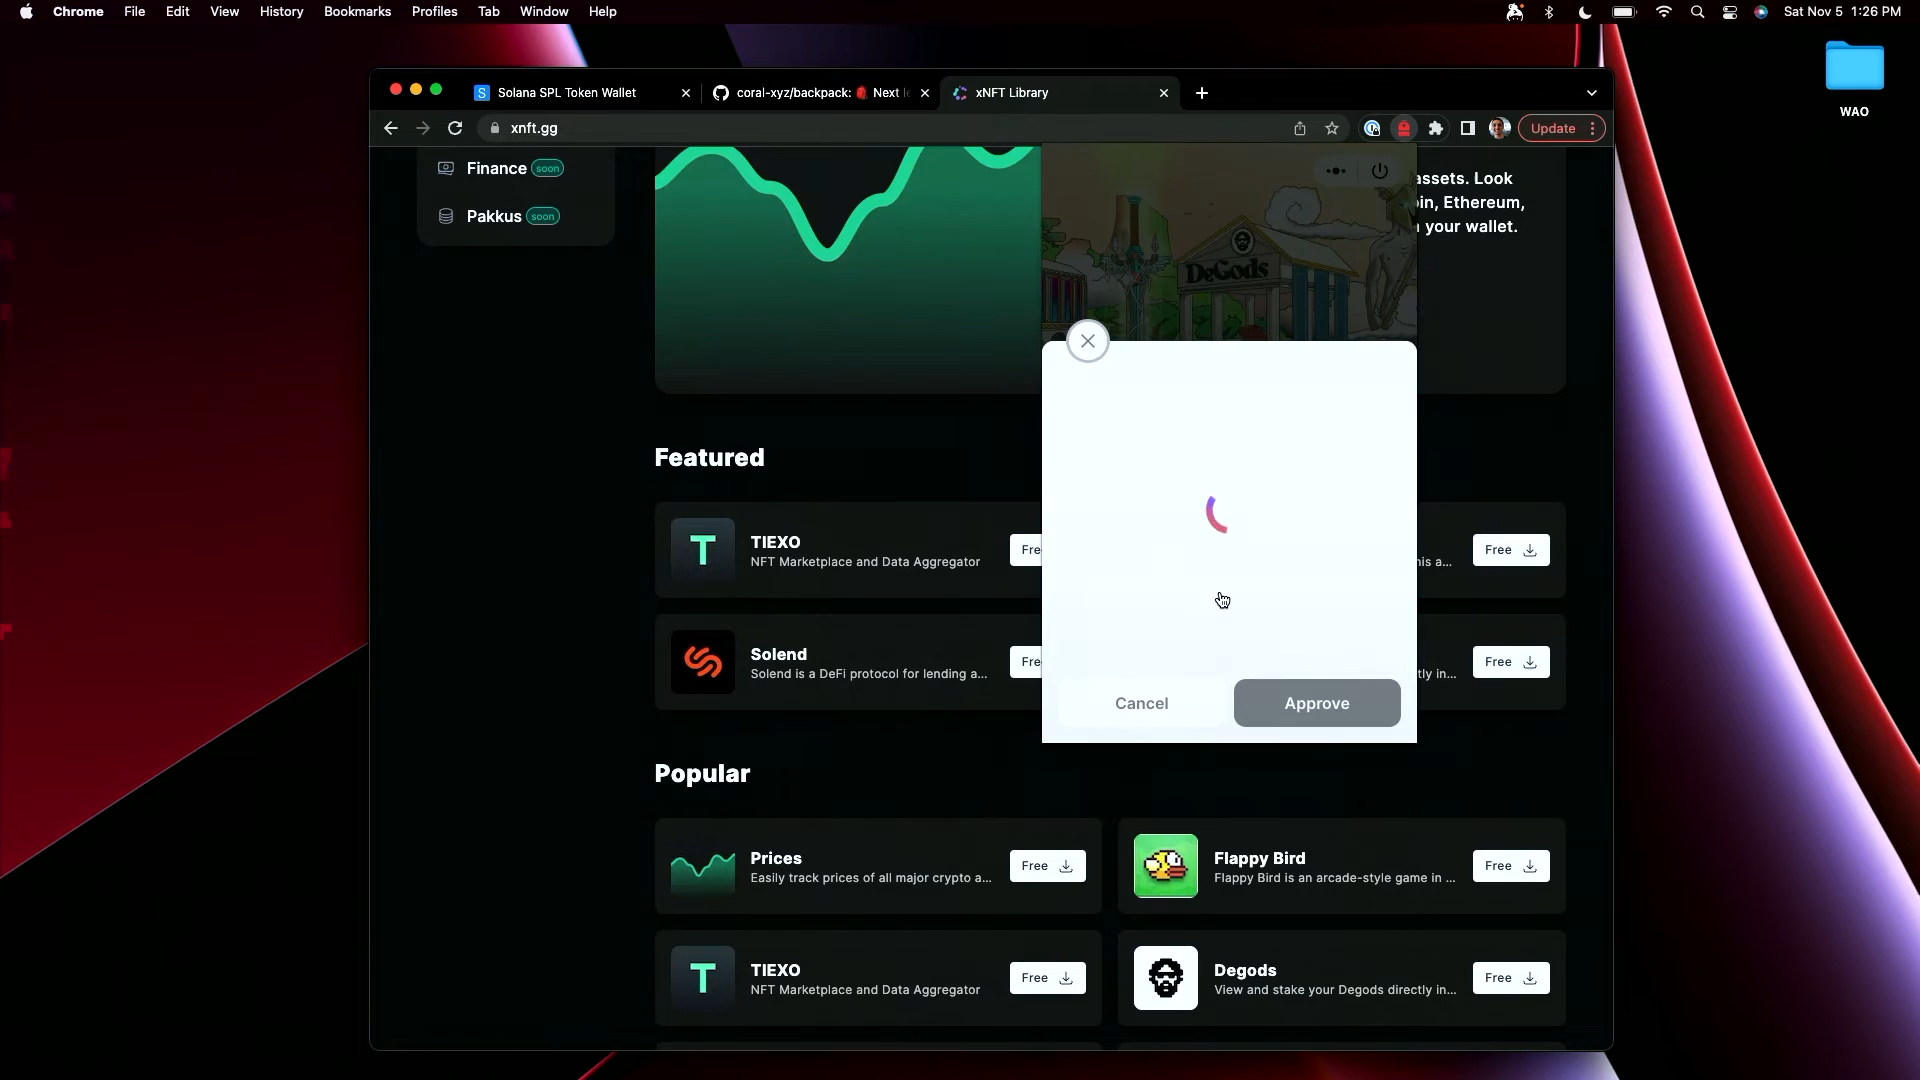 Chrome File Edit View History Bookmarks Profiles Tab Window Help Sat Nov 5 1:26 PM
WAO
Solana SPL Token Wallet
coral-xyz/backpack: Next l
xNFT Library
xnft.gg
Update
Finance soon
Pakkus soon
assets. Look
in, Ethereum,
your wallet.
DeGods
Featured
TIEXO
NFT Marketplace and Data Aggregator
Fre
his a...
Free
Solend
Solend is a DeFi protocol for lending a...
Fre
tly in...
Free
Cancel
Approve
Popular
Prices
Easily track prices of all major crypto a...
Free
Flappy Bird
Flappy Bird is an arcade-style game in ...
Free
TIEXO
NFT Marketplace and Data Aggregator
Free
Degods
View and stake your Degods directly in...
Free